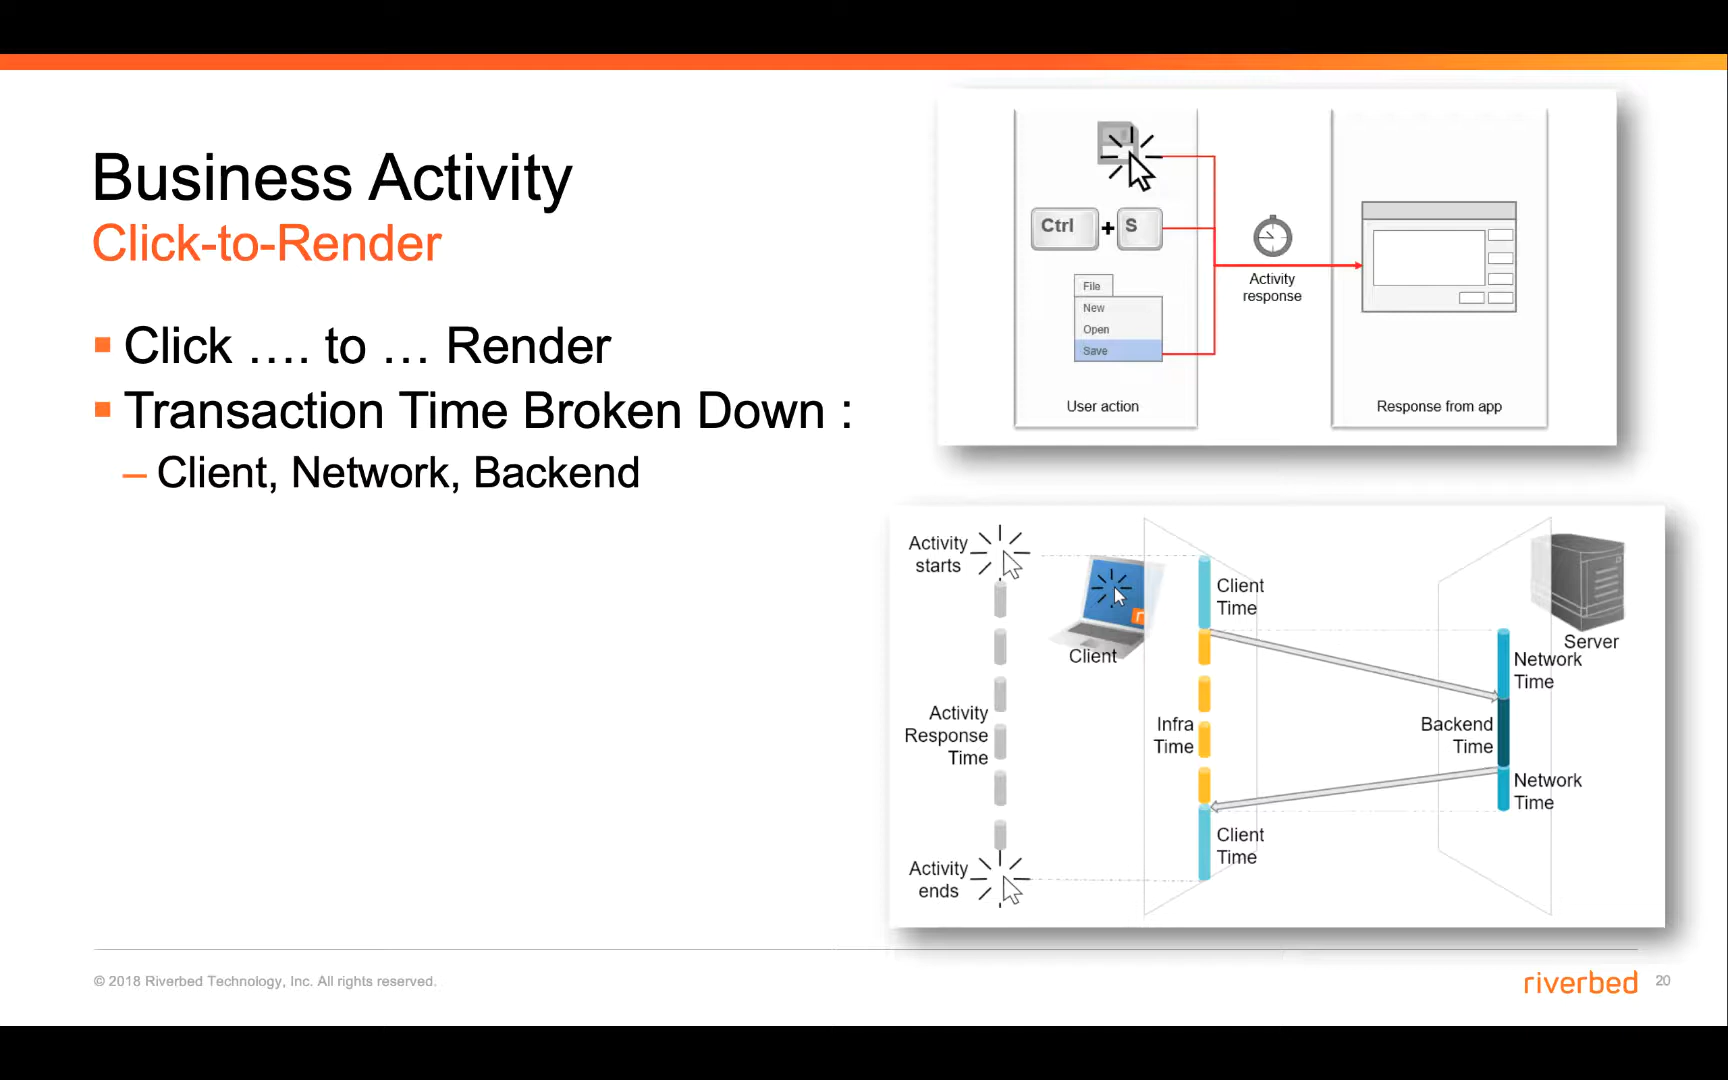 Business Activity
Click-to-Render
Click .... to ... Render
Transaction Time Broken Down :
– Client, Network, Backend
Ctrl + S
File
New
Open
Save
User action
Activity
response
Response from app
Activity
starts
Client
Activity
Response
Time
Activity
ends
Client
Time
Infra
Time
Client
Time
Server
Network
Time
Backend
Time
Network
Time
© 2018 Riverbed Technology, Inc. All rights reserved.
riverbed
20